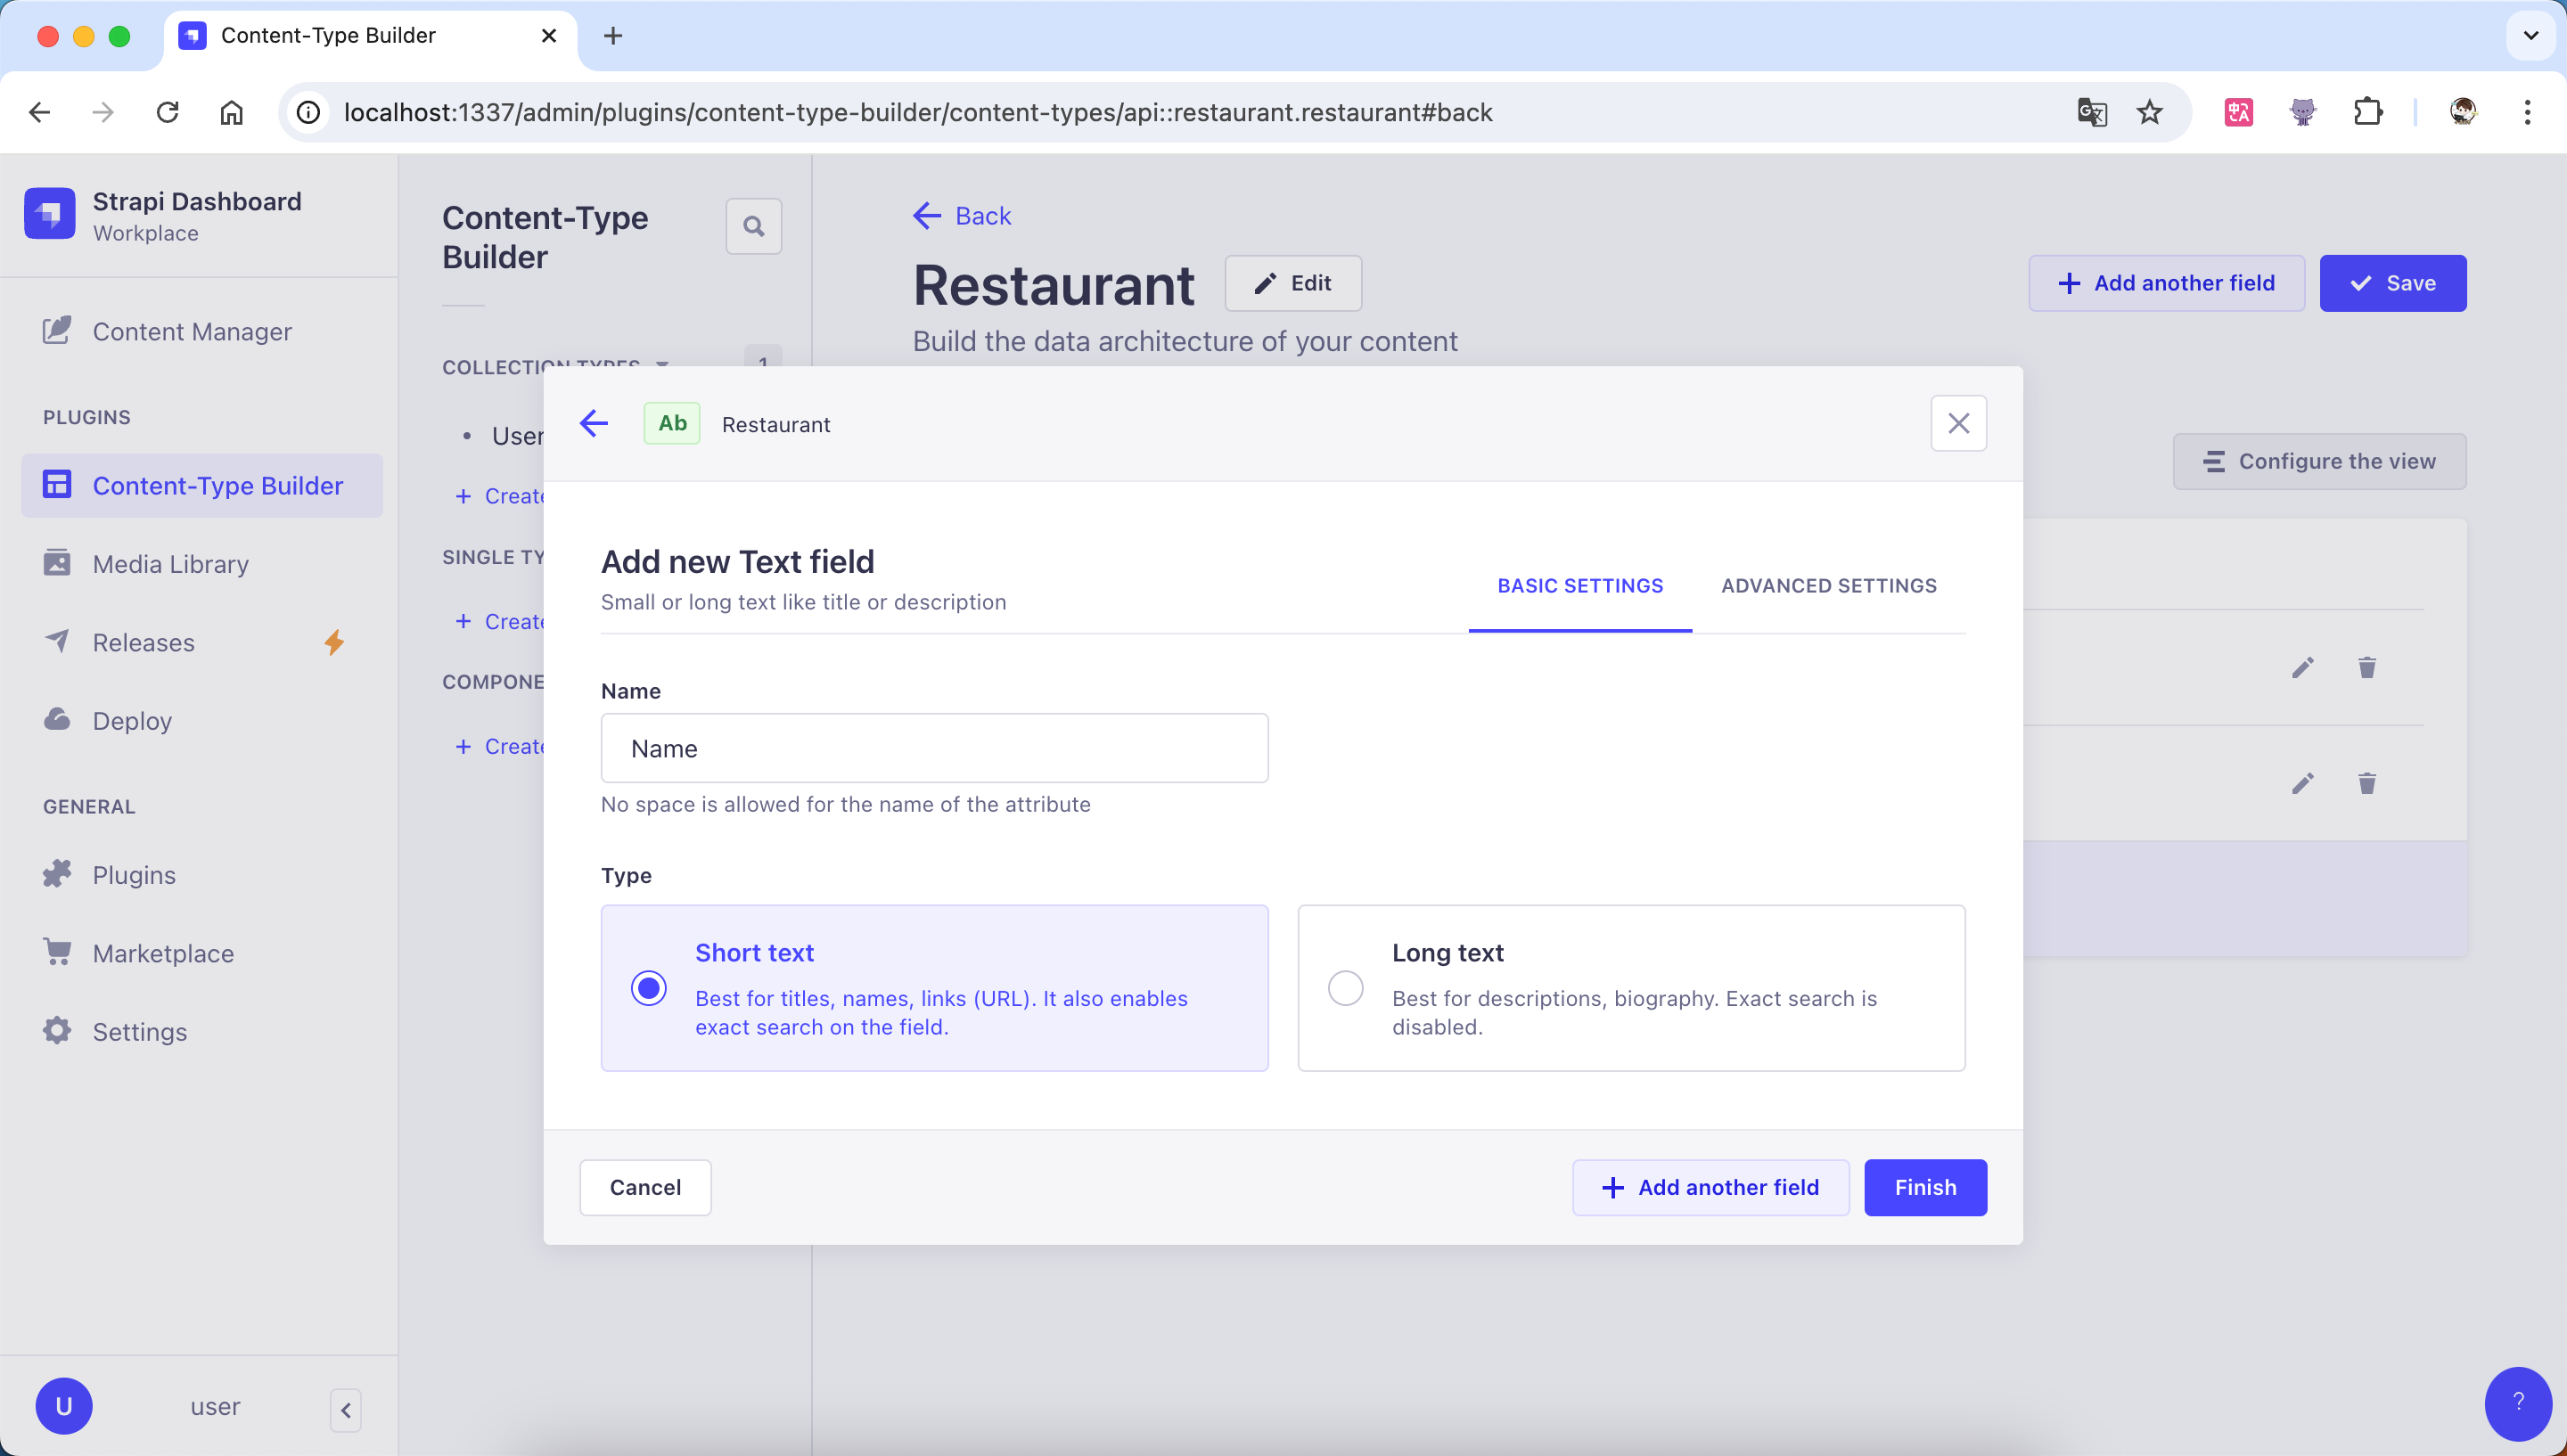 Content-Type Builder
localhost:1337/admin/plugins/content-type-builder/content-types/api::restaurant.restaurant#back
Strapi Dashboard
Workplace
Content Manager
PLUGINS
Content-Type Builder
Media Library
Releases
Deploy
GENERAL
Plugins
Marketplace
Settings
U
user
Content-Type
Builder
COLLECTION TYPES
1
User
+ Create
SINGLE TY
+ Create
COMPONE
+ Create
Back
Restaurant
Edit
Build the data architecture of your content
Add another field
Save
Configure the view
Ab
Restaurant
Add new Text field
Small or long text like title or description
BASIC SETTINGS
ADVANCED SETTINGS
Name
Name
No space is allowed for the name of the attribute
Type
Short text
Best for titles, names, links (URL). It also enables
exact search on the field.
Long text
Best for descriptions, biography. Exact search is
disabled.
Cancel
Add another field
Finish
?